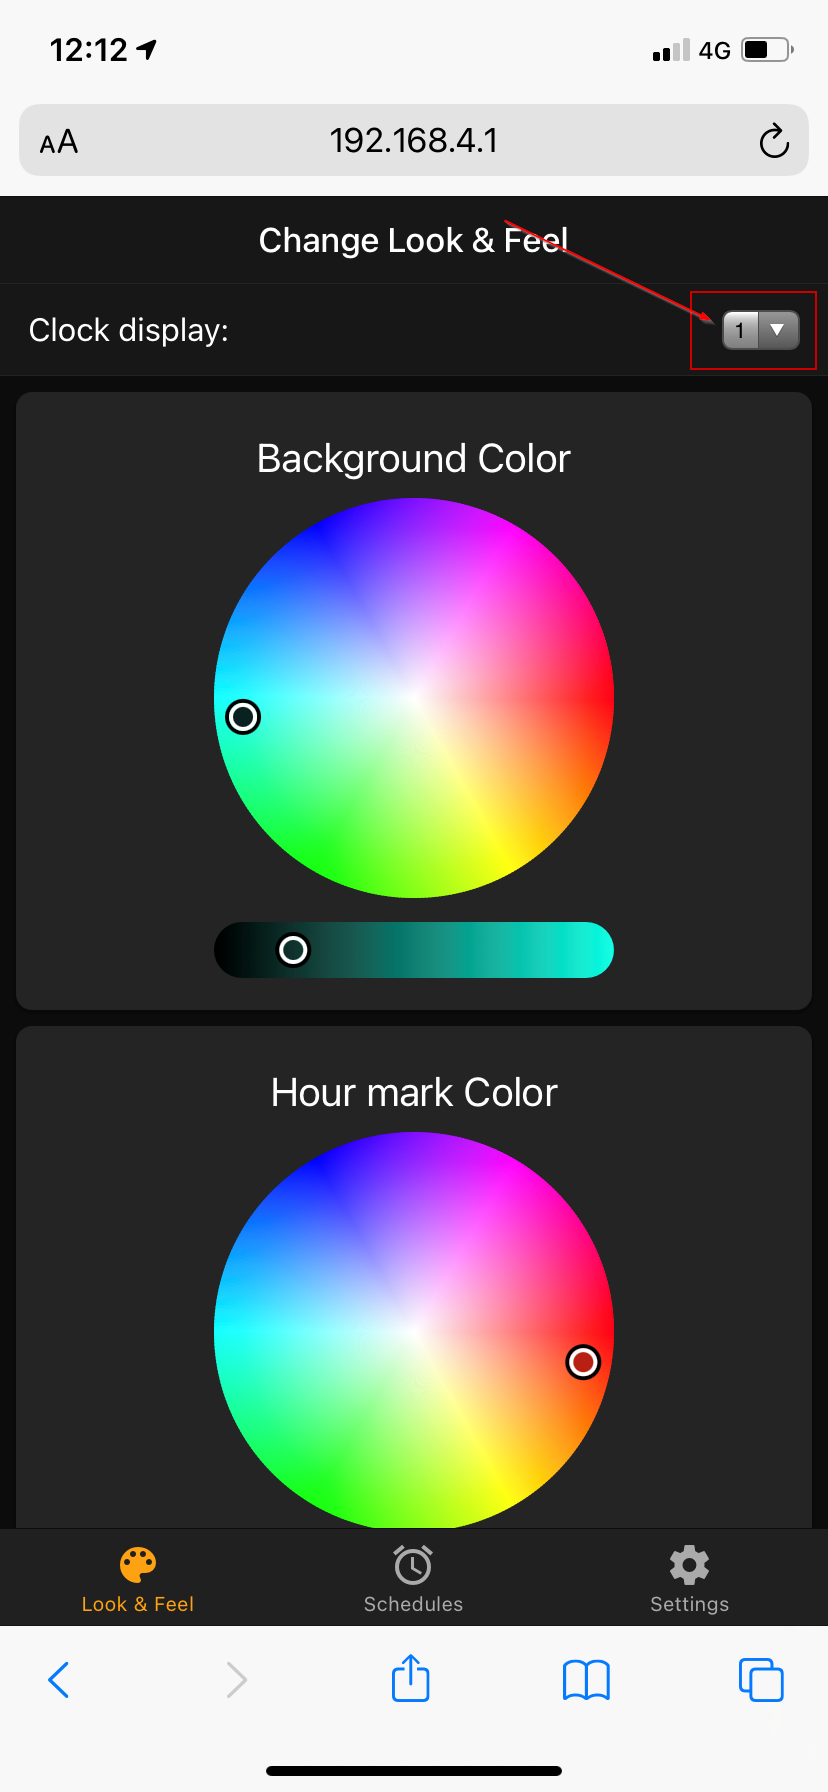 12:12
4G
AA
192.168.4.1
Change Look & Feel
Clock display:
1
Background Color
Hour mark Color
Look & Feel
Schedules
Settings